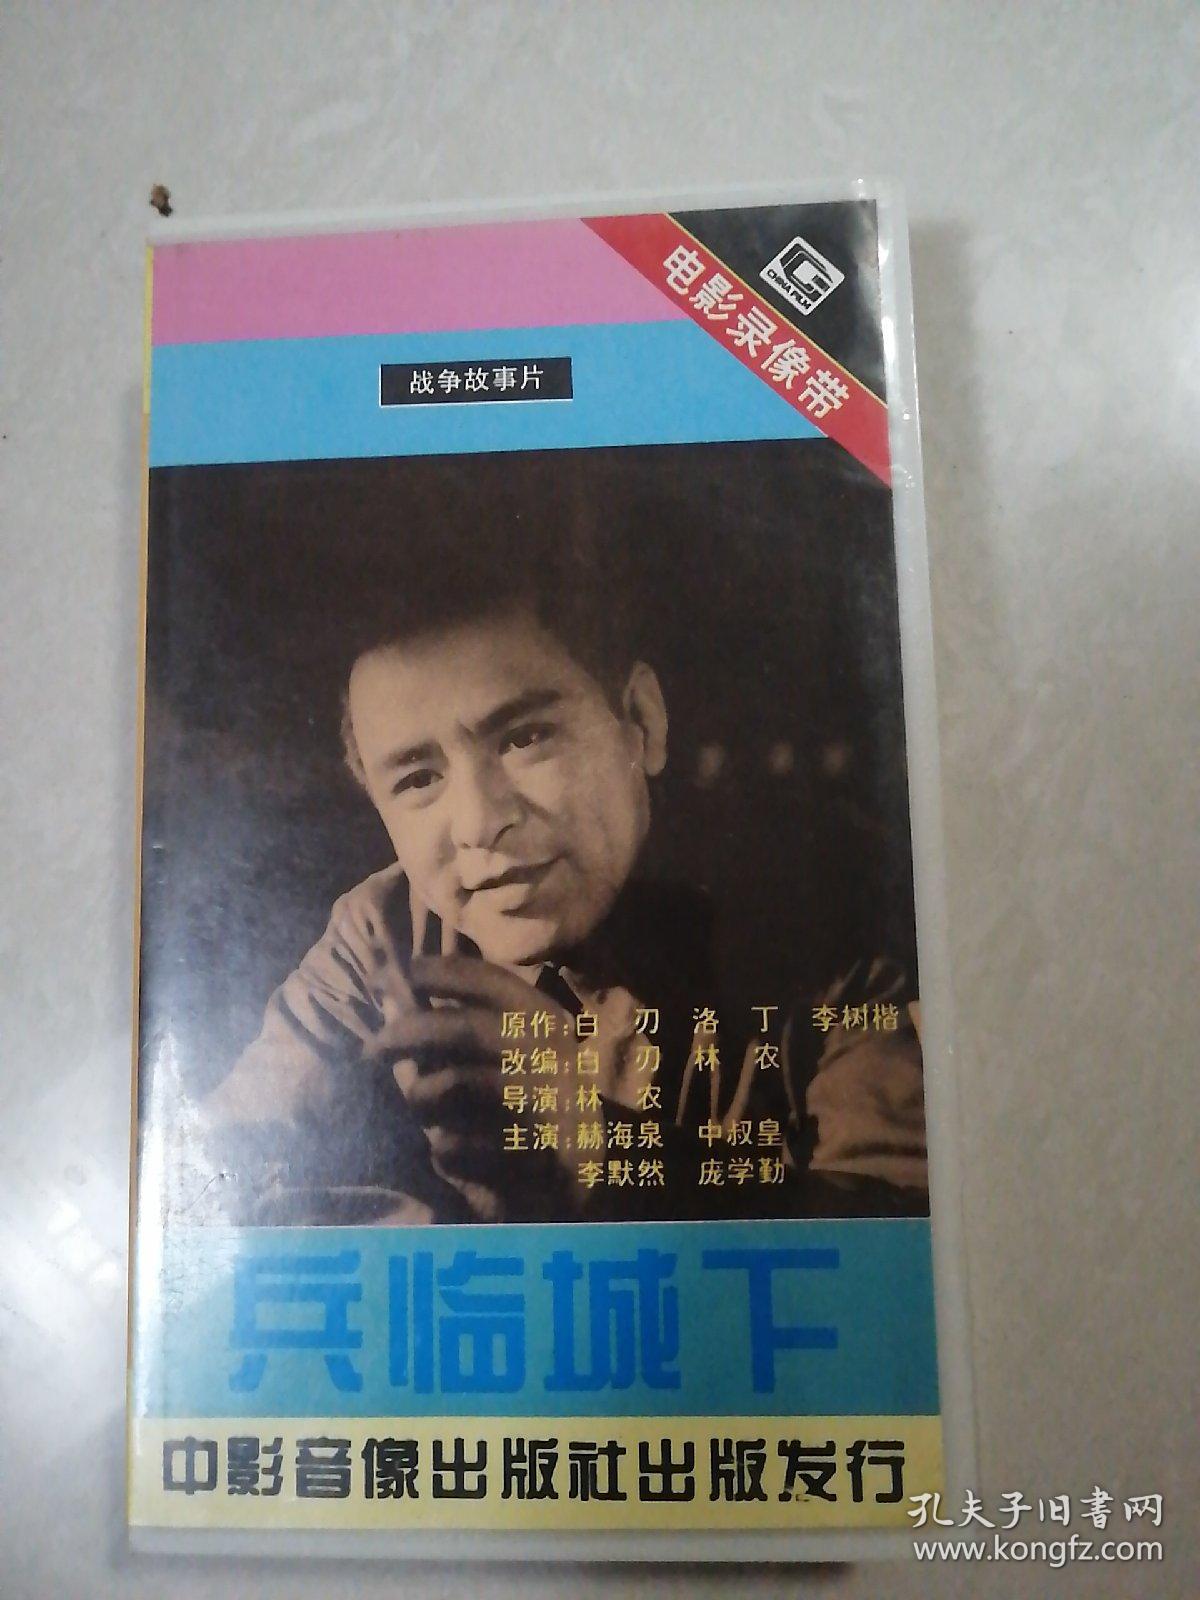 CHINA FILM
电影录像带
战争故事片
原作:白 刃 洛 丁 李树楷
改编:白 刃 林 农
导演:林 农
主演:赫海泉 中叔皇
李默然 庞学勤
兵临城下
中影音像出版社出版发行
孔夫子旧书网
www.kongfz.com